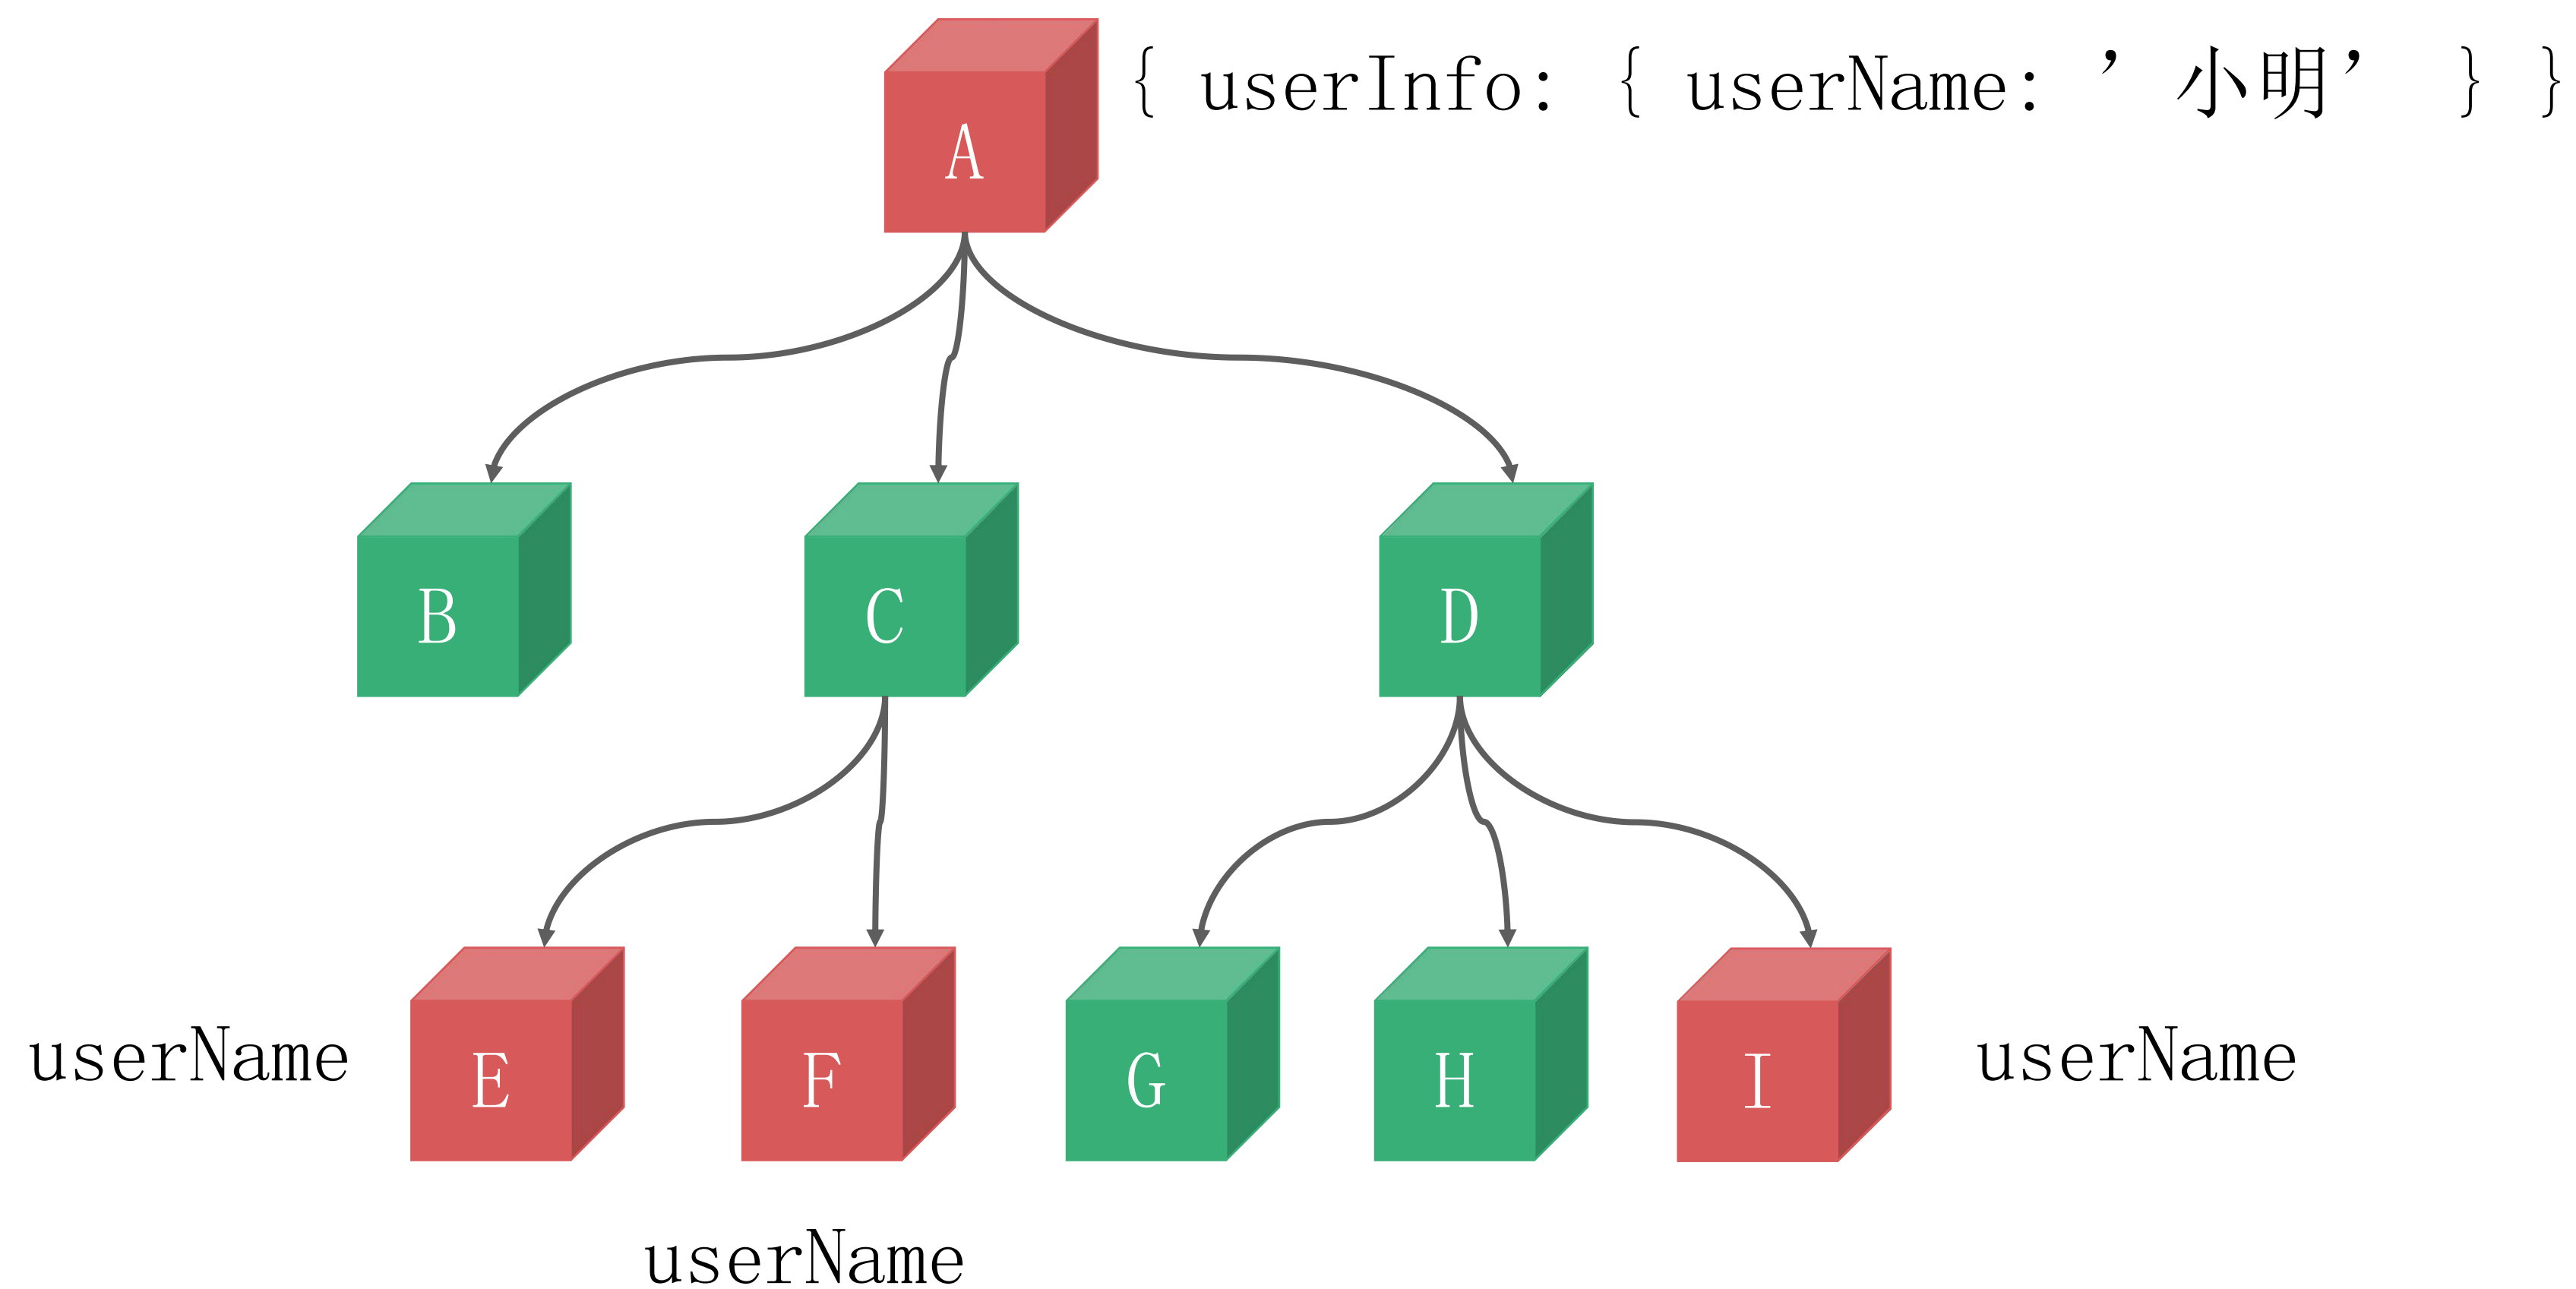 A
{ userInfo: { userName: ’小明’ } }
B
C
D
userName
E
F
G
H
I
userName
userName